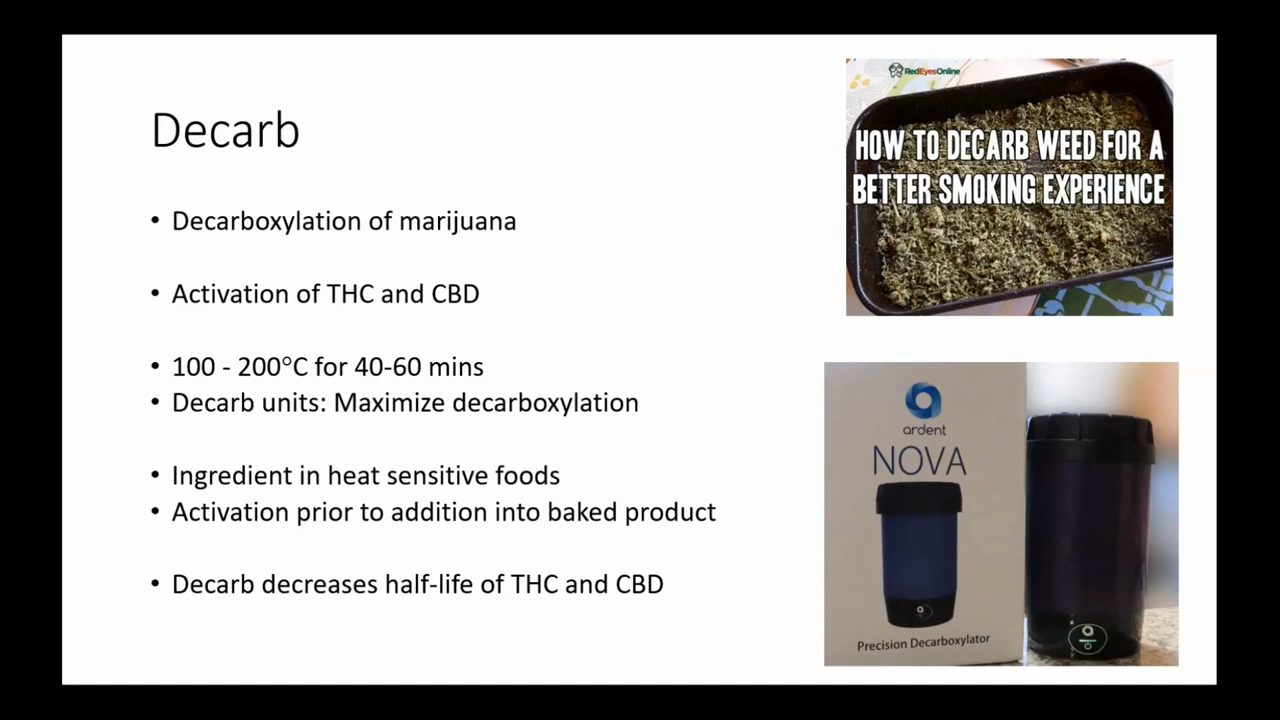 Decarb
• Decarboxylation of marijuana
• Activation of THC and CBD
• 100 - 200°C for 40-60 mins
• Decarb units: Maximize decarboxylation
• Ingredient in heat sensitive foods
• Activation prior to addition into baked product
• Decarb decreases half-life of THC and CBD
RedEyesOnline
HOW TO DECARB WEED FOR A
BETTER SMOKING EXPERIENCE
ardent
NOVA
Precision Decarboxylator